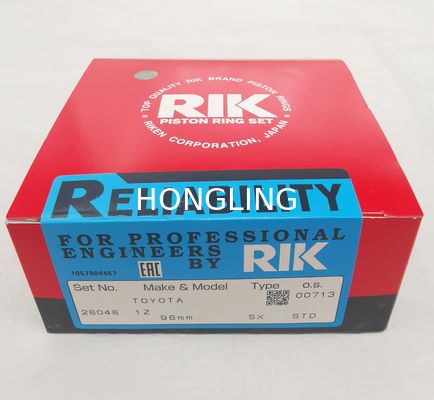 TOP QUALITY RIK BRAND PISTON RINGS
RIK
PISTON RING SET
RIKEN CORPORATION, JAPAN
RELIABILITY
HONGLING
FOR PROFESSIONAL
ENGINEERS
BY RIK
1057904467 EAC
Set No. Make & Model Type O.S.
TOYOTA 00713
28048 1Z 96mm SX STD